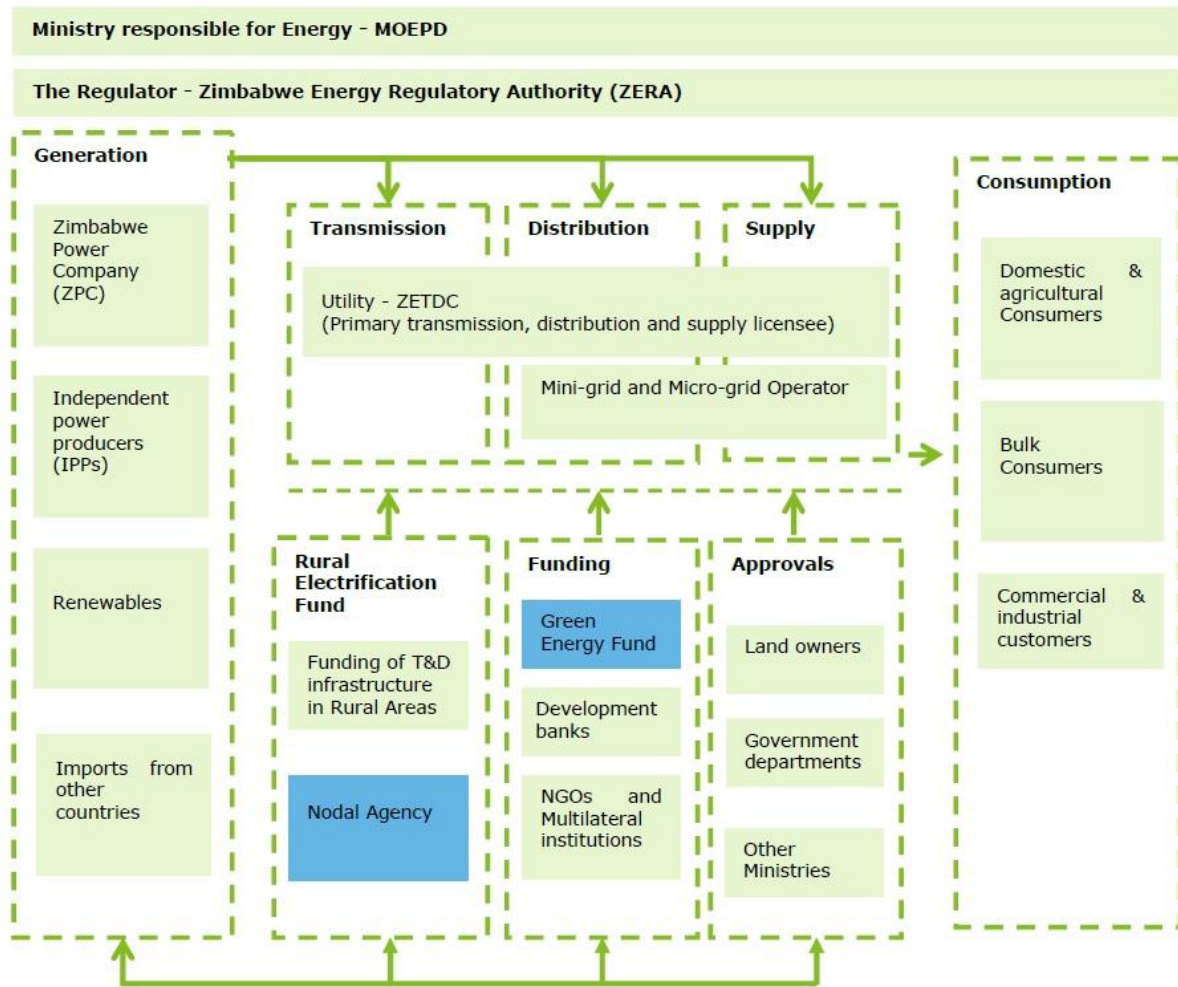 Ministry responsible for Energy - MOEPD
The Regulator - Zimbabwe Energy Regulatory Authority (ZERA)
Generation
Zimbabwe
Power
Company
(ZPC)
Independent
power
producers
(IPPs)
Renewables
Imports from
other
countries
Transmission
Distribution
Supply
Utility - ZETDC
(Primary transmission, distribution and supply licensee)
Mini-grid and Micro-grid Operator
Rural
Electrification
Fund
Funding of T&D
infrastructure
in Rural Areas
Nodal Agency
Funding
Green
Energy Fund
Development
banks
NGOs and
Multilateral
institutions
Approvals
Land owners
Government
departments
Other
Ministries
Consumption
Domestic &
agricultural
Consumers
Bulk
Consumers
Commercial &
industrial
customers